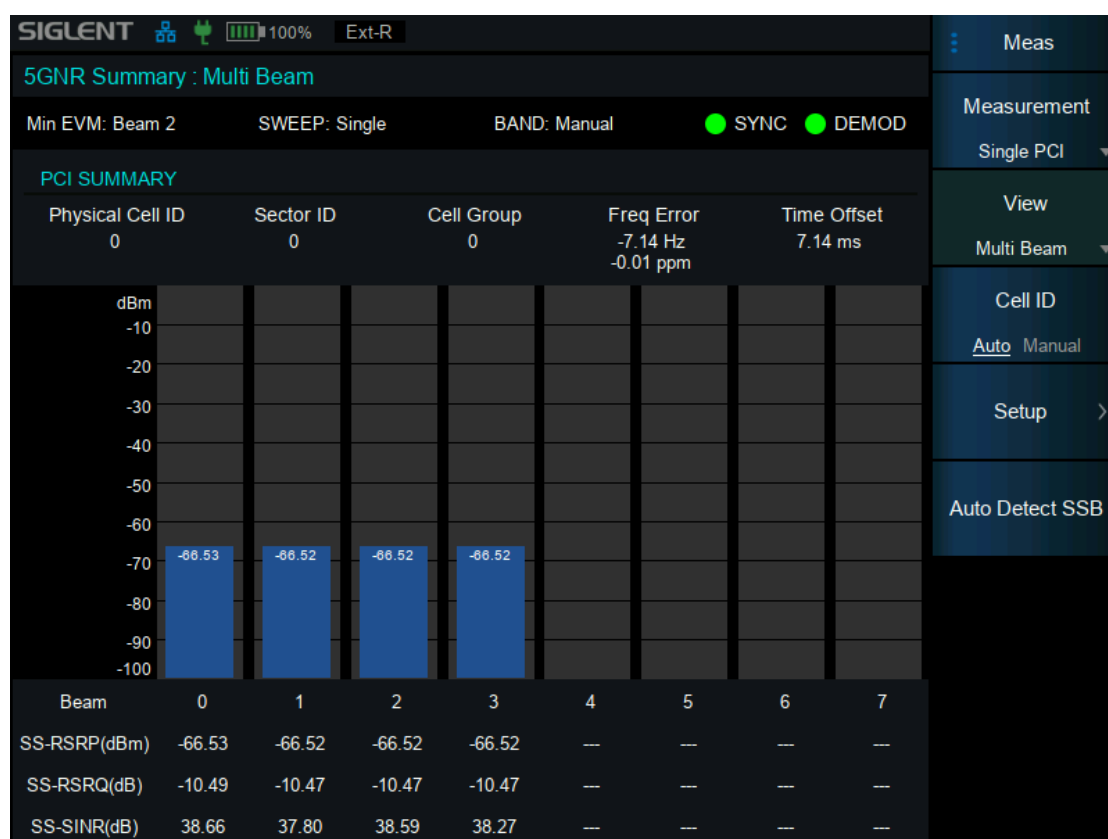 SIGLENT 100% Ext-R
5GNR Summary : Multi Beam
Min EVM: Beam 2 SWEEP: Single BAND: Manual SYNC DEMOD
PCI SUMMARY
Physical Cell ID Sector ID Cell Group Freq Error Time Offset
0 0 0 -7.14 Hz 7.14 ms
-0.01 ppm
dBm
-10
-20
-30
-40
-50
-60
-70
-80
-90
-100
-66.53 -66.52 -66.52 -66.52
Beam 0 1 2 3 4 5 6 7
SS-RSRP(dBm) -66.53 -66.52 -66.52 -66.52 --- --- --- ---
SS-RSRQ(dB) -10.49 -10.47 -10.47 -10.47 --- --- --- ---
SS-SINR(dB) 38.66 37.80 38.59 38.27 --- --- --- ---
Meas
Measurement
Single PCI
View
Multi Beam
Cell ID
Auto Manual
Setup
Auto Detect SSB